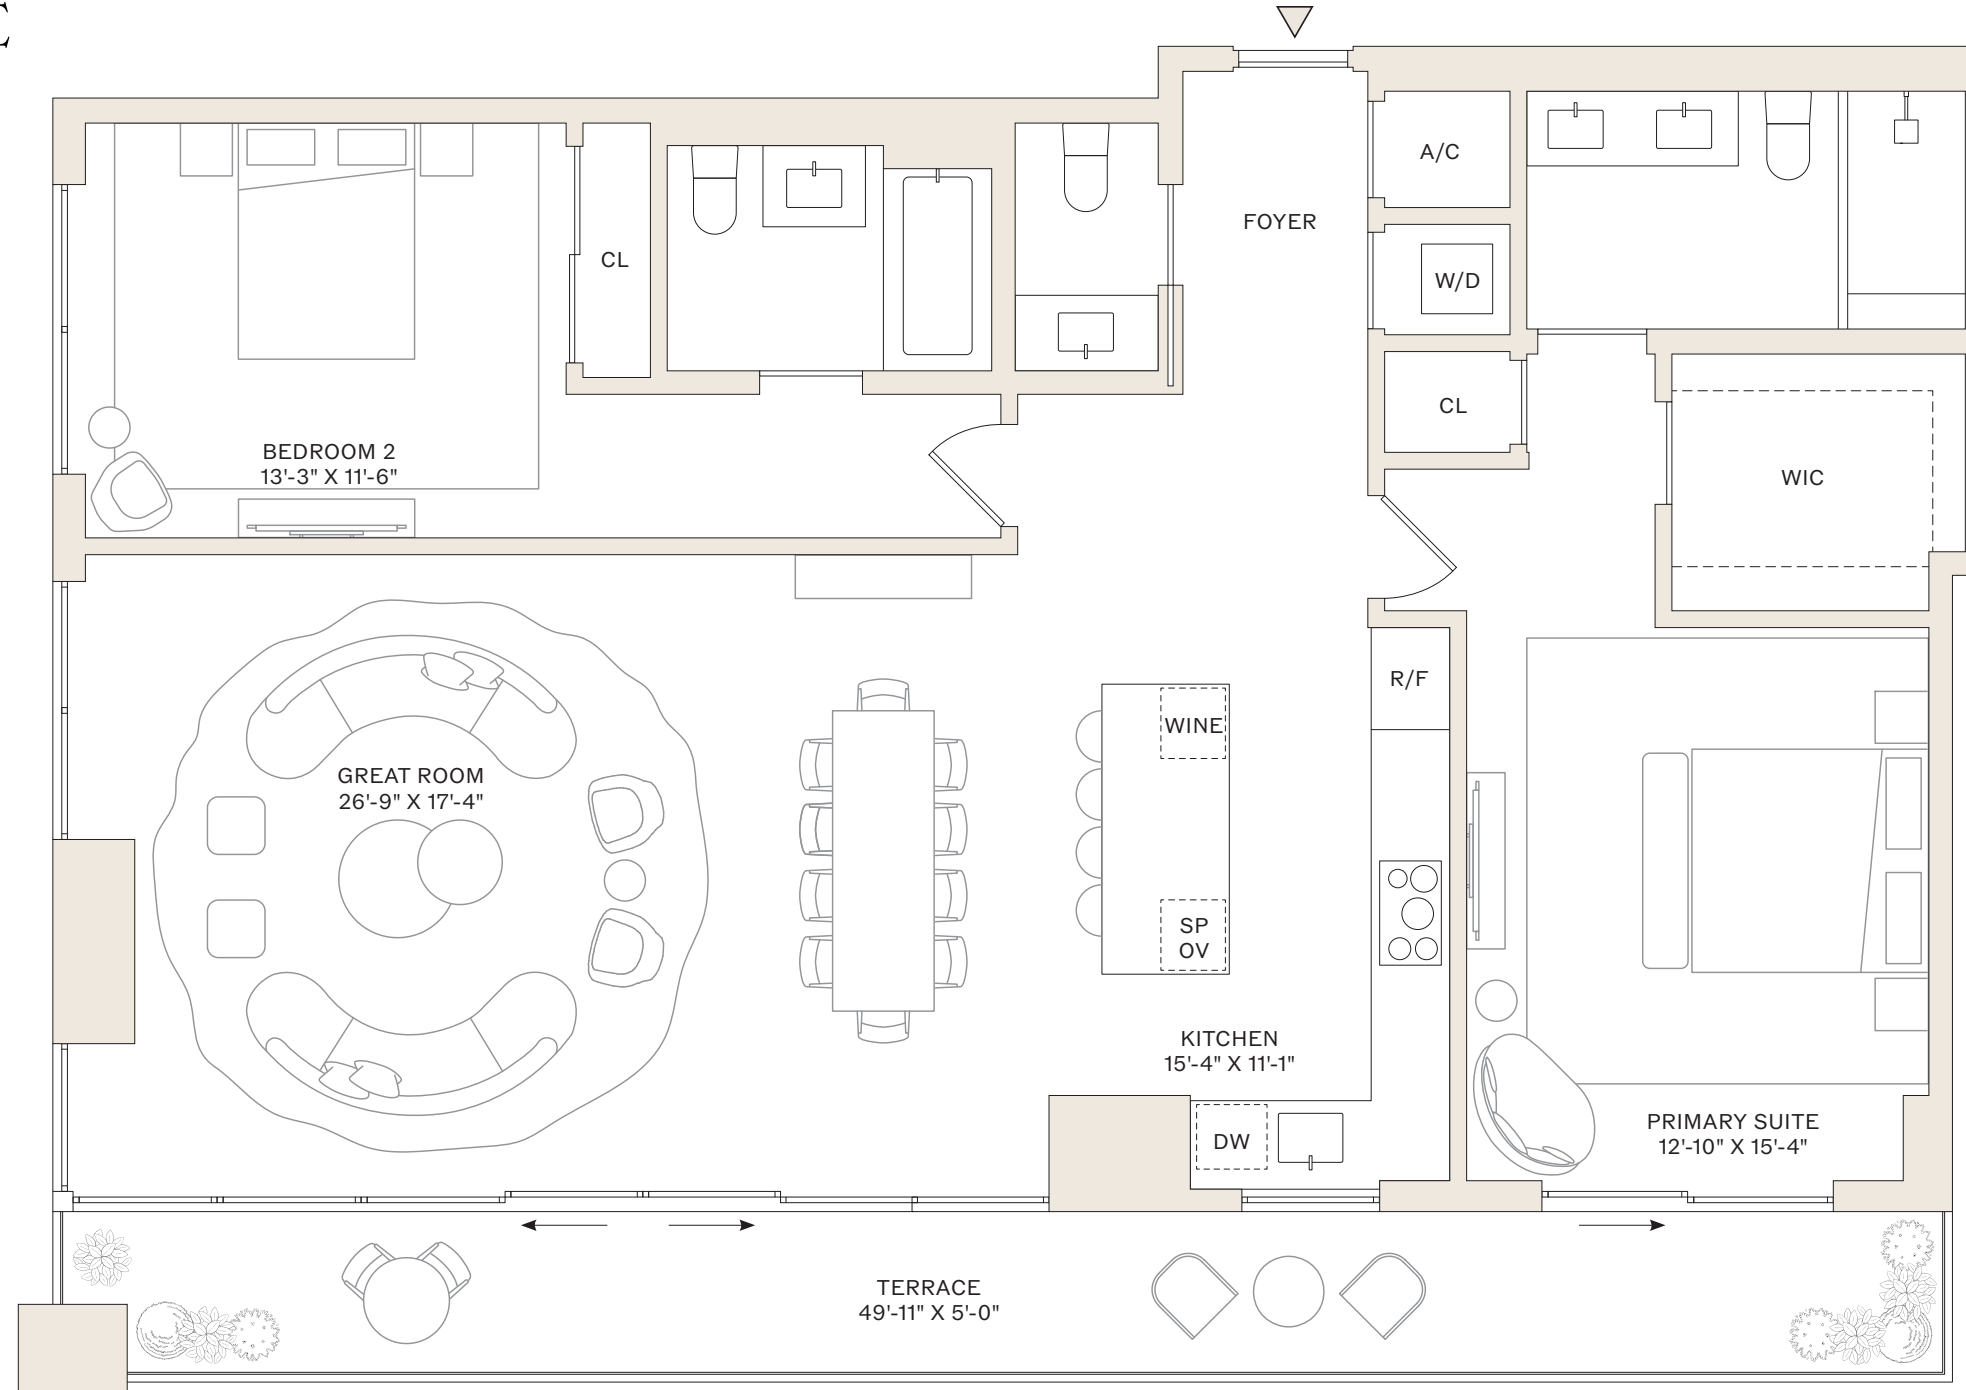 A/C
FOYER
CL
W/D
CL
BEDROOM 2
13'-3" X 11'-6"
WIC
R/F
WINE
GREAT ROOM
26'-9" X 17'-4"
SP
OV
KITCHEN
15'-4" X 11'-1"
PRIMARY SUITE
12'-10" X 15'-4"
DW
TERRACE
49'-11" X 5'-0"